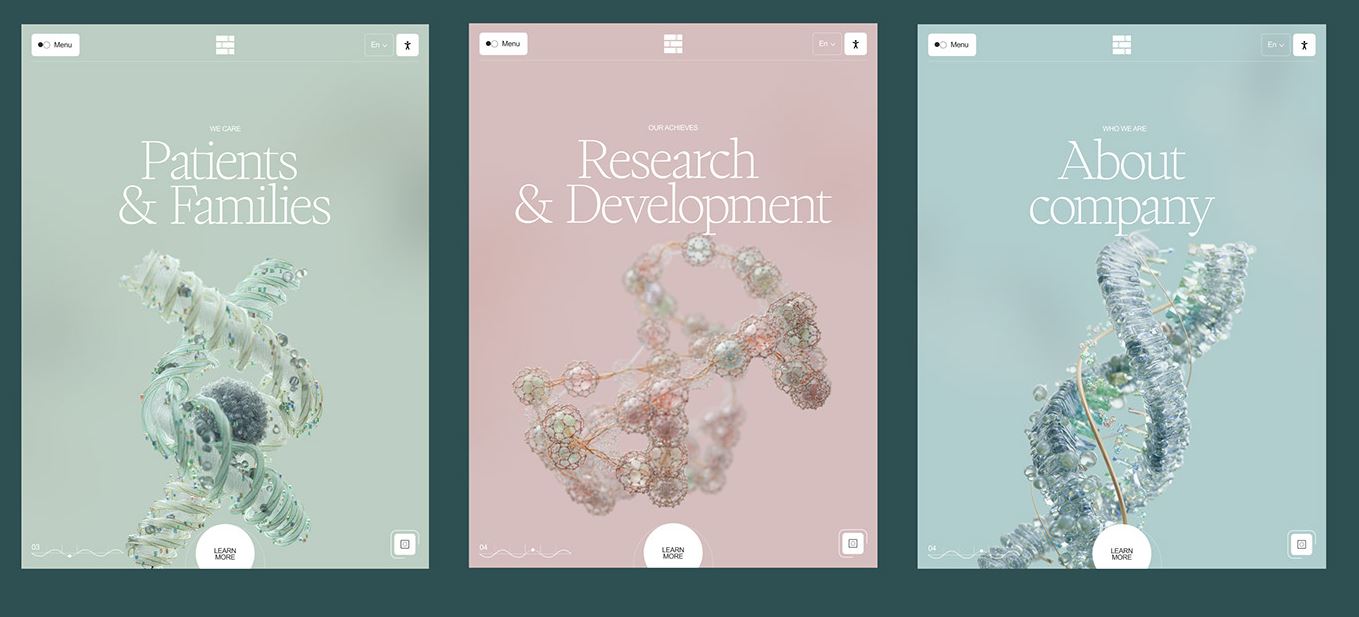 Menu
En
WE CARE
Patients
& Families
03
LEARN
MORE
Menu
En
OUR ACHIEVES
Research
& Development
04
LEARN
MORE
Menu
En
WHO WE ARE
About
company
04
LEARN
MORE